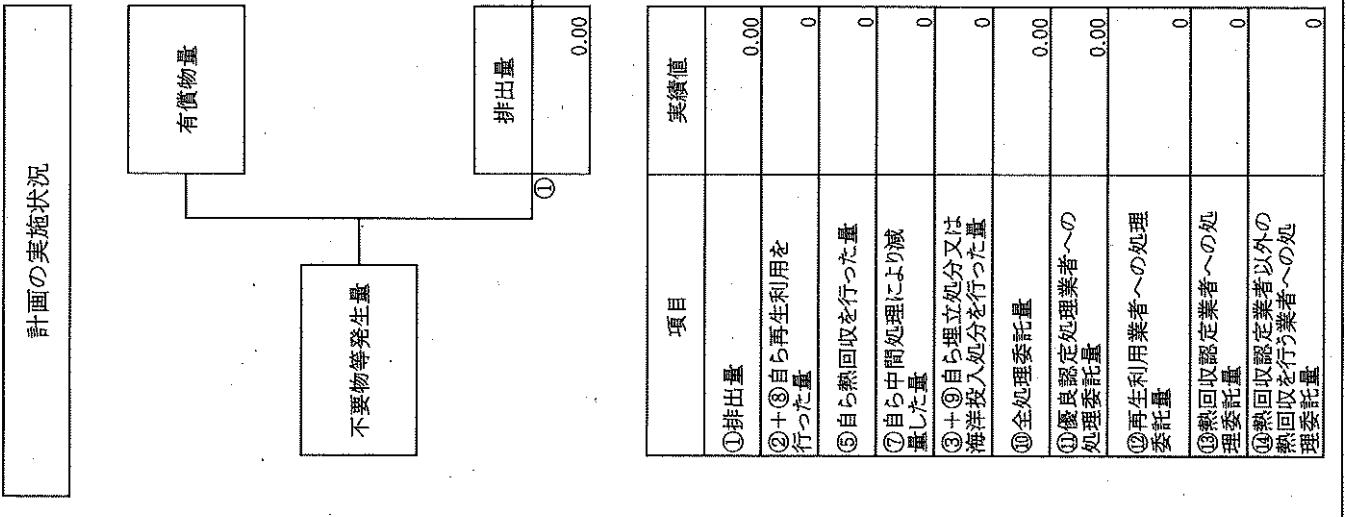 計画の実施状況
有償物量
不要物等発生量
排出量
①
0.00
項目
実績値
①排出量
0.00
②+⑧自ら再生利用を
行った量
0
⑤自ら熱回収を行った量
0
⑦自ら中間処理により減
量した量
0
③+⑨自ら埋立処分又は
海洋投入処分を行った量
0
⑩全処理委託量
0.00
⑪優良認定処理業者への
処理委託量
0.00
⑫再生利用業者への処理
委託量
0
⑬熱回収認定業者への処
理委託量
0
⑭熱回収認定業者以外の
熱回収を行う業者への処
理委託量
0